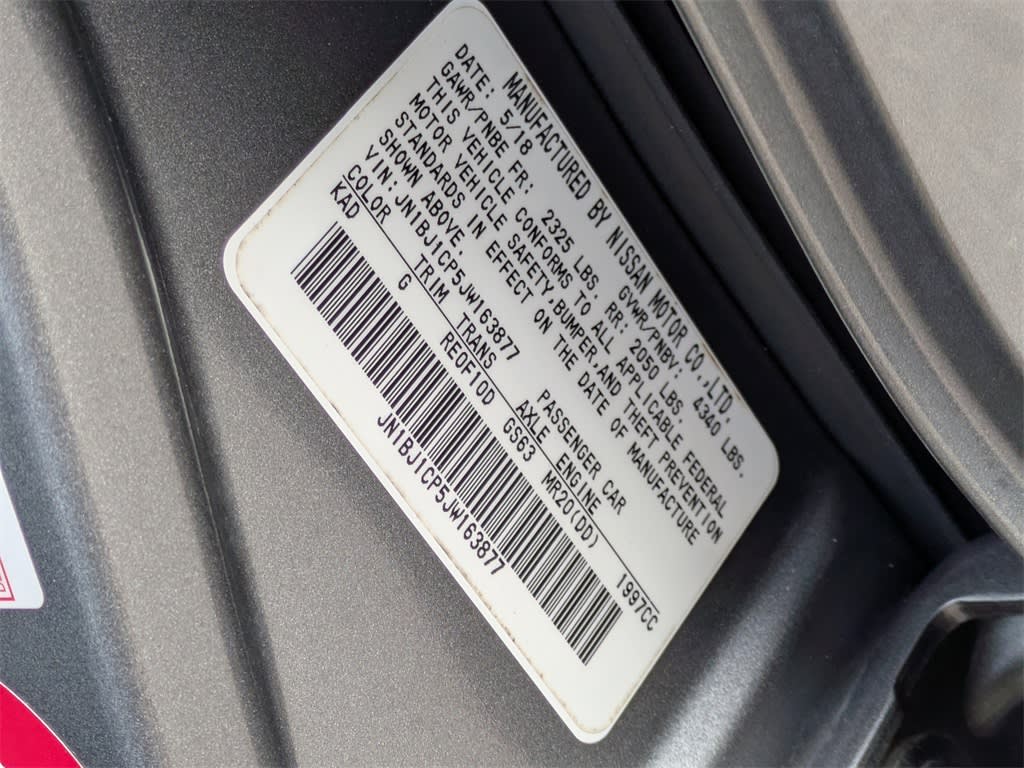 MANUFACTURED BY NISSAN MOTOR CO.,LTD.
DATE: 5/18 GVWR/PNBV: 4340 LBS.
GAWR/PNBE FR: 2325 LBS. RR: 2050 LBS.
THIS VEHICLE CONFORMS TO ALL APPLICABLE FEDERAL
MOTOR VEHICLE SAFETY,BUMPER,AND THEFT PREVENTION
STANDARDS IN EFFECT ON THE DATE OF MANUFACTURE
SHOWN ABOVE
VIN: JN1BJ1CP5JW163877 PASSENGER CAR
COLOR TRIM TRANS AXLE ENGINE
KAD G RE0F10D GS63 MR20(DD) 1997CC
JN1BJ1CP5JW163877